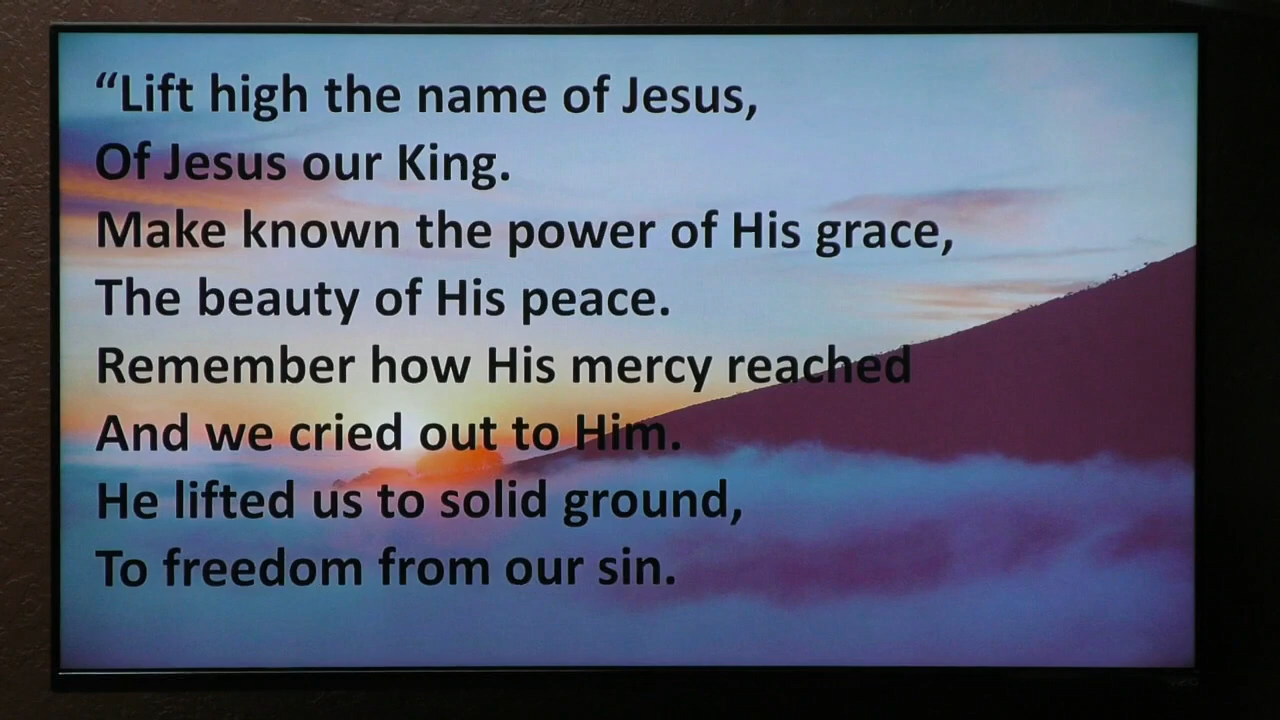 “Lift high the name of Jesus,
Of Jesus our King.
Make known the power of His grace,
The beauty of His peace.
Remember how His mercy reached
And we cried out to Him.
He lifted us to solid ground,
To freedom from our sin.